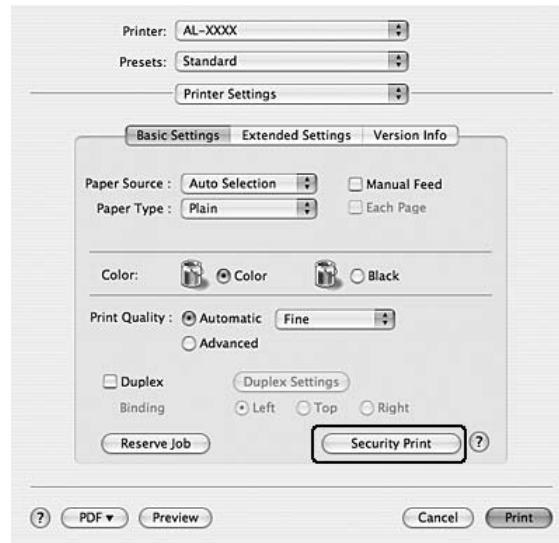 Printer: AL-XXXX
Presets: Standard
Printer Settings
Basic Settings Extended Settings Version Info
Paper Source : Auto Selection Manual Feed
Paper Type : Plain Each Page
Color: Color Black
Print Quality : Automatic Fine
Advanced
Duplex Duplex Settings
Binding Left Top Right
Reserve Job Security Print ?
? PDF ▼ Preview Cancel Print